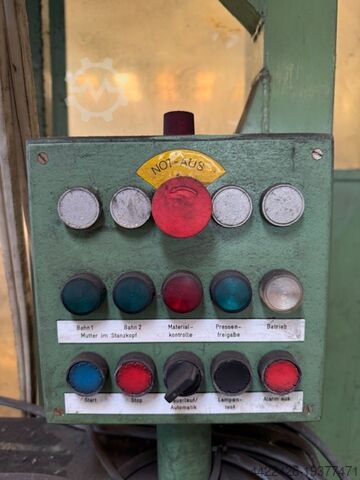 NOT-AUS
Bahn 1 Bahn 2 Material- Pressen- Betrieb
Mutter im Stanzkopf kontrolle freigabe
Start Stop Lampen- Alarm aus
Automatik test